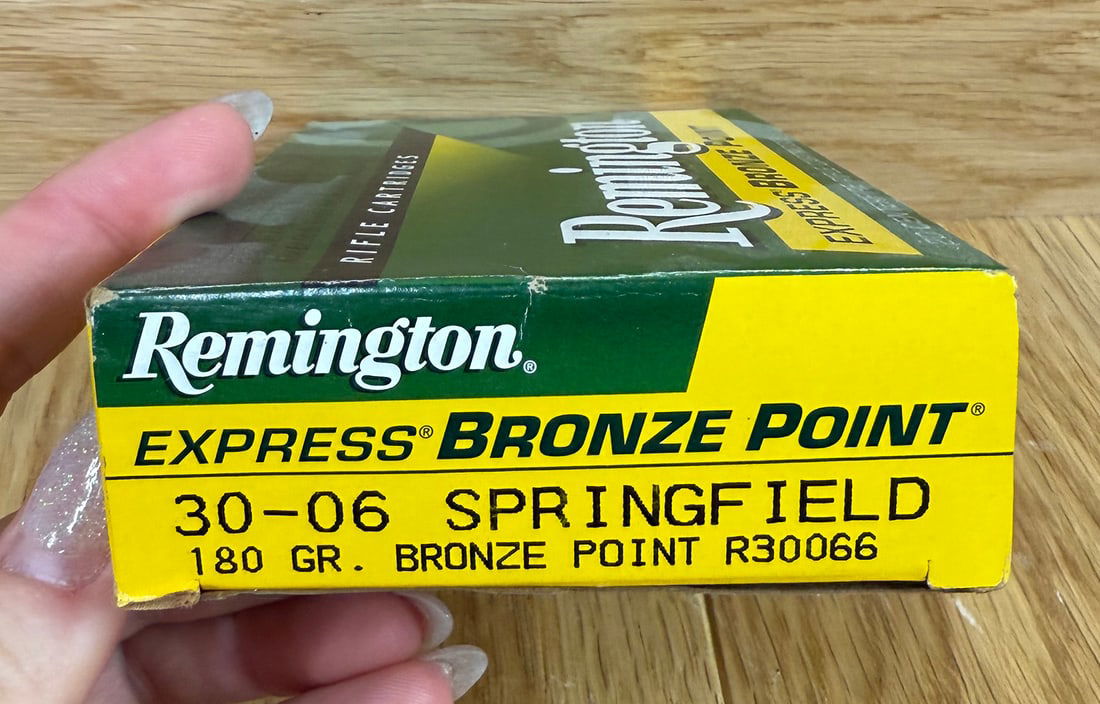 RIFLE CARTRIDGES
Remington
EXPRESS BRONZE POINT
Remington®
EXPRESS® BRONZE POINT®
30-06 SPRINGFIELD
180 GR. BRONZE POINT R30066